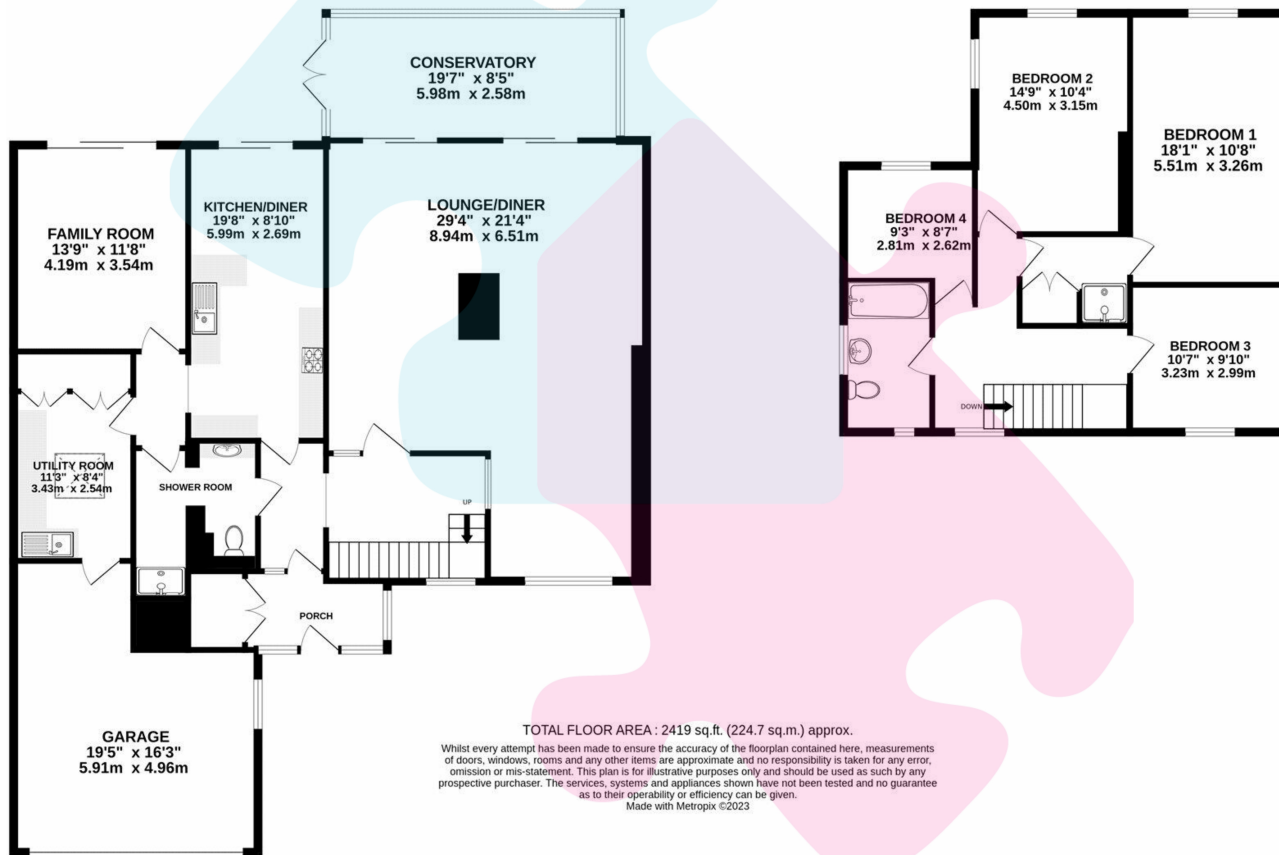 CONSERVATORY
19'7" x 8'5"
5.98m x 2.58m
FAMILY ROOM
13'9" x 11'8"
4.19m x 3.54m
KITCHEN/DINER
19'8" x 8'10"
5.99m x 2.69m
LOUNGE/DINER
29'4" x 21'4"
8.94m x 6.51m
UTILITY ROOM
11'3" x 8'4"
3.43m x 2.54m
SHOWER ROOM
UP
PORCH
GARAGE
19'5" x 16'3"
5.91m x 4.96m
BEDROOM 2
14'9" x 10'4"
4.50m x 3.15m
BEDROOM 1
18'1" x 10'8"
5.51m x 3.26m
BEDROOM 4
9'3" x 8'7"
2.81m x 2.62m
BEDROOM 3
10'7" x 9'10"
3.23m x 2.99m
DOWN
TOTAL FLOOR AREA : 2419 sq.ft. (224.7 sq.m.) approx.
Whilst every attempt has been made to ensure the accuracy of the floorplan contained here, measurements
of doors, windows, rooms and any other items are approximate and no responsibility is taken for any error,
omission or mis-statement. This plan is for illustrative purposes only and should be used as such by any
prospective purchaser. The services, systems and appliances shown have not been tested and no guarantee
as to their operability or efficiency can be given.
Made with Metropix ©2023